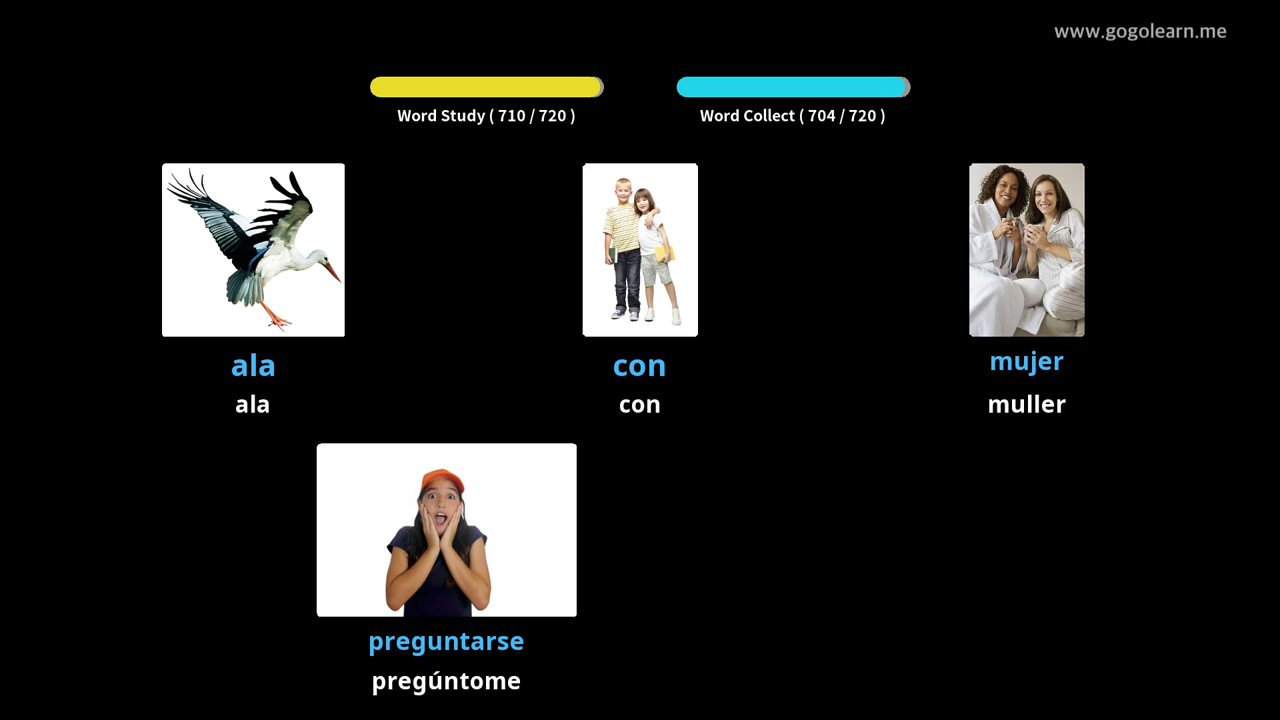 www.gogolearn.me
Word Study ( 710 / 720 )
Word Collect ( 704 / 720 )
ala
ala
con
con
mujer
muller
preguntarse
pregúntome